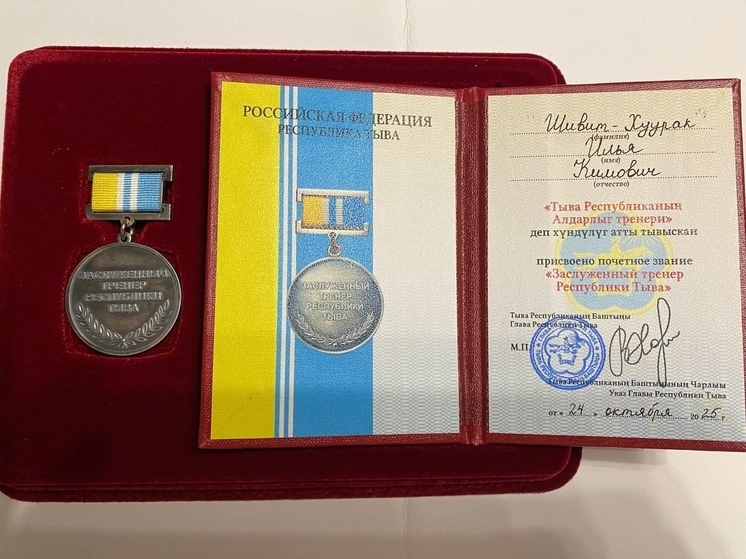 ЗАСЛУЖЕННЫЙ
ТРЕНЕР
РЕСПУБЛИКИ
ТЫВА
РОССИЙСКАЯ ФЕДЕРАЦИЯ
РЕСПУБЛИКА ТЫВА
ЗАСЛУЖЕННЫЙ
ТРЕНЕР
РЕСПУБЛИКИ
ТЫВА
Шивит-Хуурак
(фамилия)
Илья
(имя)
Кимович
(отчество)
«Тыва Республиканың
Алдарлыг тренери»
деп хүндүлүг атты тывыскан
присвоено почетное звание
«Заслуженный тренер
Республики Тыва»
Тыва Республиканың Баштыңы
Глава Республики Тыва
М.П.
Тыва Республиканың Баштыңының Чарлыы
Указ Главы Республики Тыва
от « 24 » октября 2025 г.